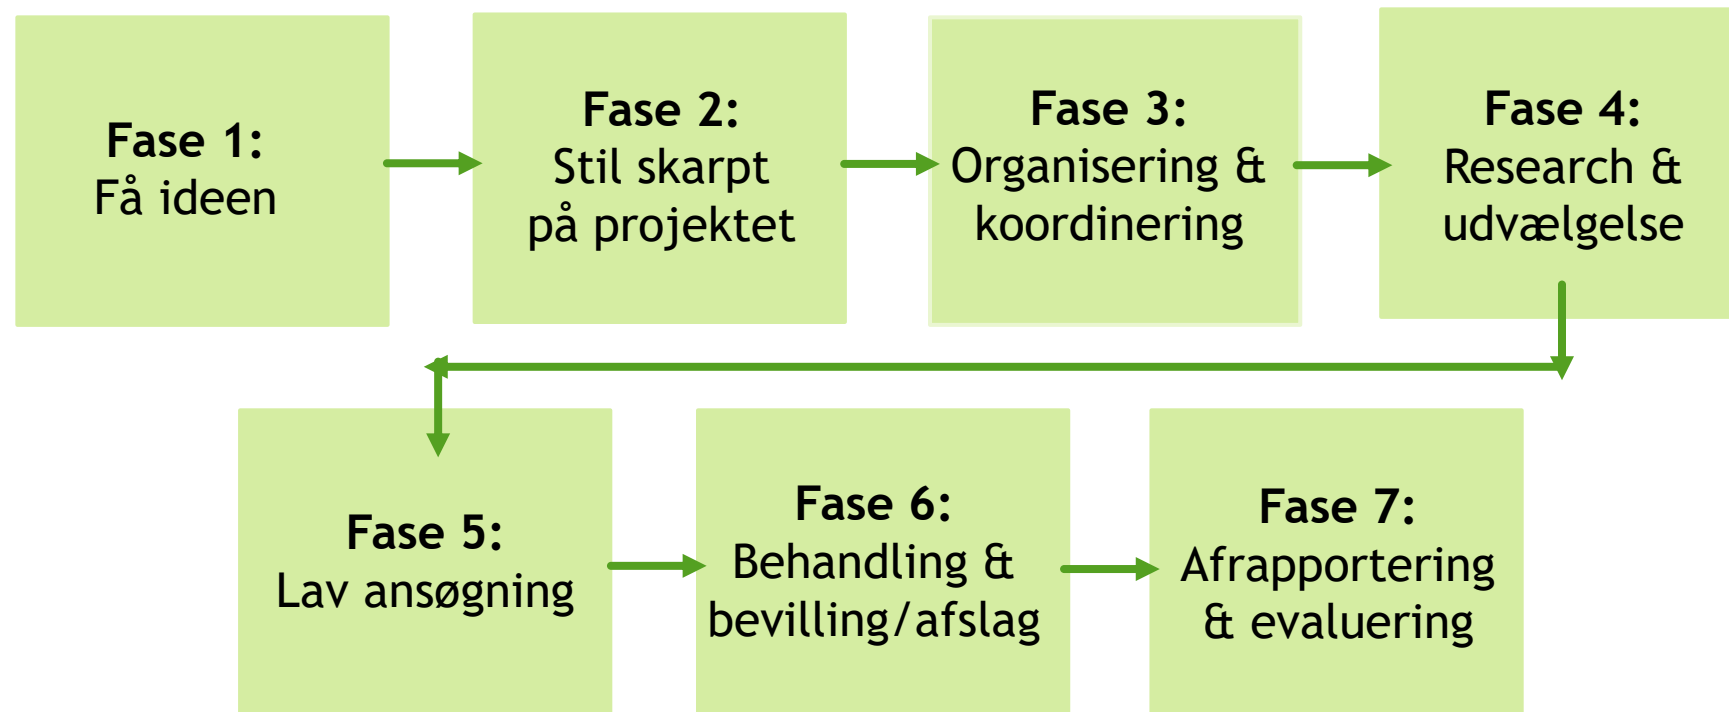 Fase 1:
Få ideen
Fase 2:
Stil skarpt
på projektet
Fase 3:
Organisering &
koordinering
Fase 4:
Research &
udvælgelse
Fase 5:
Lav ansøgning
Fase 6:
Behandling &
bevilling/afslag
Fase 7:
Afrapportering
& evaluering